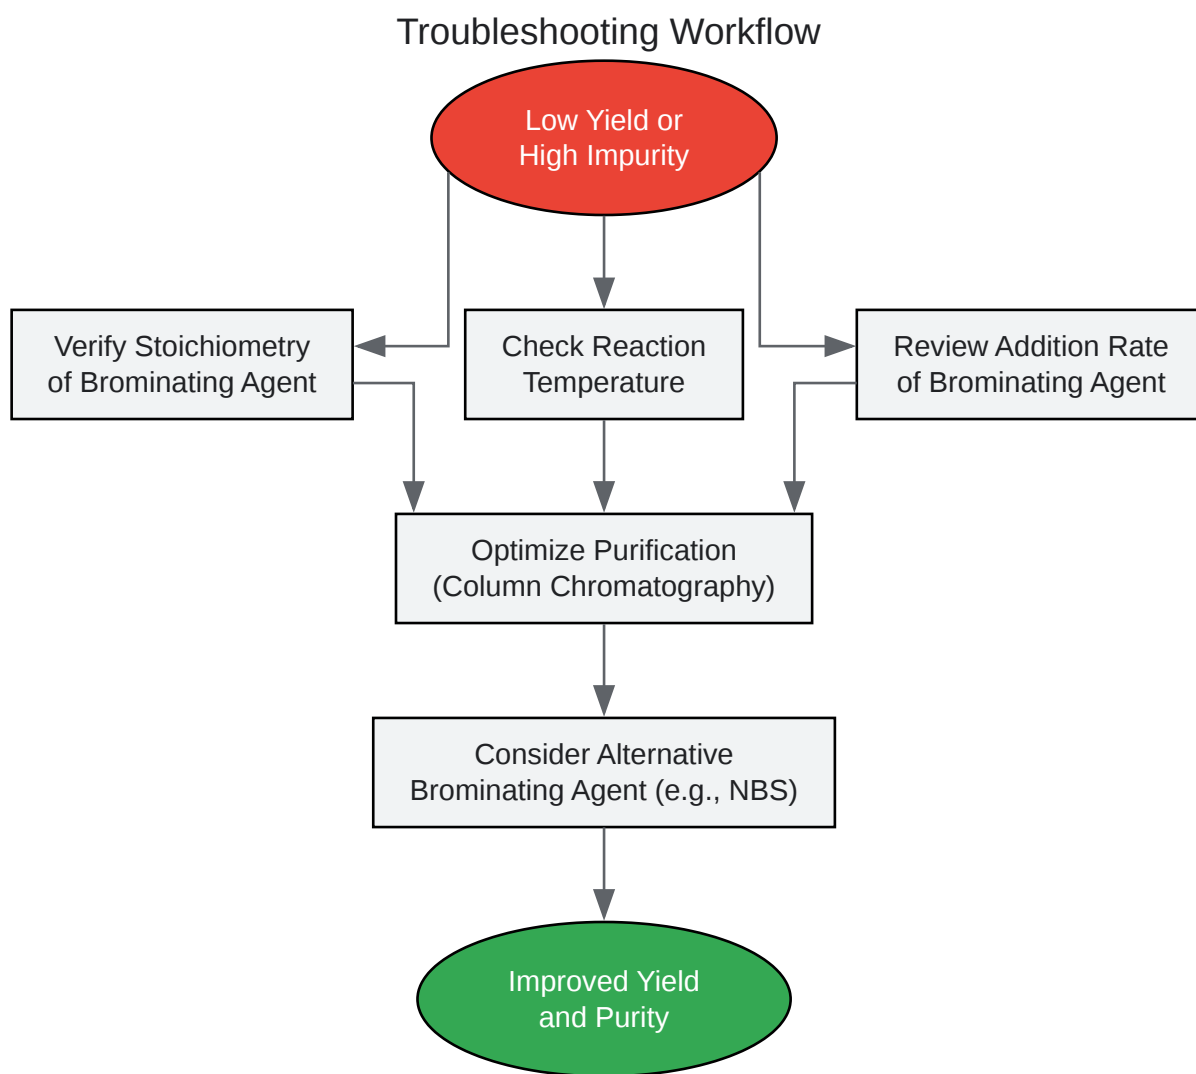 Troubleshooting Workflow
Low Yield or
High Impurity
Verify Stoichiometry
of Brominating Agent
Check Reaction
Temperature
Review Addition Rate
of Brominating Agent
Optimize Purification
(Column Chromatography)
Consider Alternative
Brominating Agent (e.g., NBS)
Improved Yield
and Purity